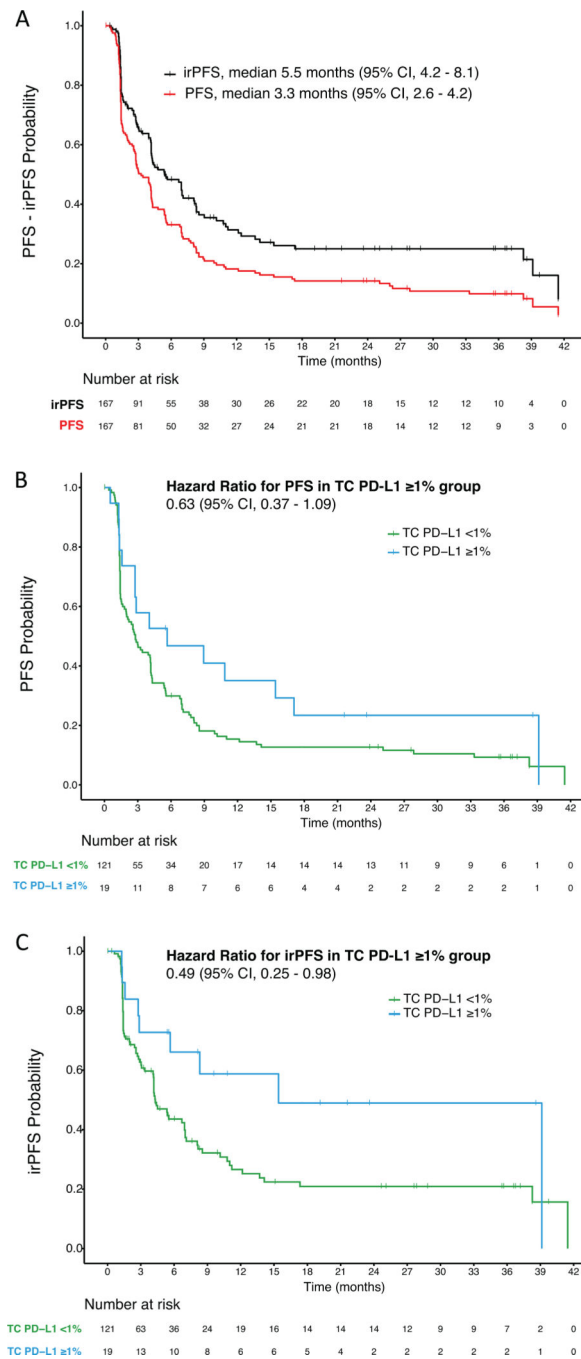 A
irPFS, median 5.5 months (95% CI, 4.2 - 8.1)
PFS, median 3.3 months (95% CI, 2.6 - 4.2)
PFS - irPFS Probability
1.0
0.8
0.6
0.4
0.2
0.0
0 3 6 9 12 15 18 21 24 27 30 33 36 39 42
Time (months)
Number at risk
irPFS 167 91 55 38 30 26 22 20 18 15 12 12 10 4 0
PFS 167 81 50 32 27 24 21 21 18 14 12 12 9 3 0
B
Hazard Ratio for PFS in TC PD-L1 ≥1% group
0.63 (95% CI, 0.37 - 1.09)
TC PD-L1 <1%
TC PD-L1 ≥1%
PFS Probability
1.0
0.8
0.6
0.4
0.2
0.0
0 3 6 9 12 15 18 21 24 27 30 33 36 39 42
Time (months)
Number at risk
TC PD-L1 <1% 121 55 34 20 17 14 14 14 13 11 9 9 6 1 0
TC PD-L1 ≥1% 19 11 8 7 6 6 4 4 2 2 2 2 2 1 0
C
Hazard Ratio for irPFS in TC PD-L1 ≥1% group
0.49 (95% CI, 0.25 - 0.98)
TC PD-L1 <1%
TC PD-L1 ≥1%
irPFS Probability
1.0
0.8
0.6
0.4
0.2
0.0
0 3 6 9 12 15 18 21 24 27 30 33 36 39 42
Time (months)
Number at risk
TC PD-L1 <1% 121 63 36 24 19 16 14 14 14 12 9 9 7 2 0
TC PD-L1 ≥1% 19 13 10 8 6 6 5 4 2 2 2 2 2 1 0